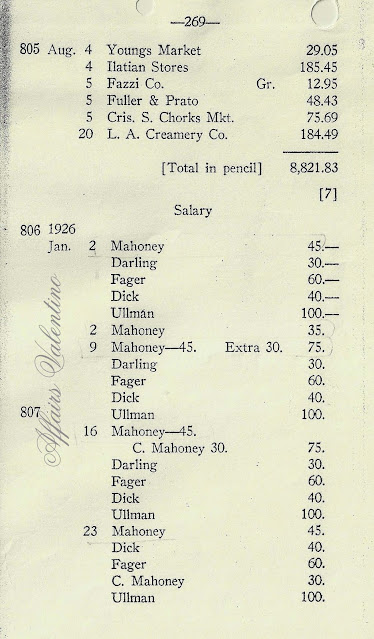 —269—
805 Aug. 4 Youngs Market 29.05
4 Ilatian Stores 185.45
5 Fazzi Co. Gr. 12.95
5 Fuller & Prato 48.43
5 Cris. S. Chorks Mkt. 75.69
20 L. A. Creamery Co. 184.49
[Total in pencil] 8,821.83
[7]
Salary
806 1926
Jan. 2 Mahoney 45.—
Darling 30.—
Fager 60.—
Dick 40.—
Ullman 100.—
2 Mahoney 35.
9 Mahoney—45. Extra 30. 75.
Darling 30.
Fager 60.
Dick 40.
807 Ullman 100.
16 Mahoney—45.
C. Mahoney 30. 75.
Darling 30.
Fager 60.
Dick 40.
Ullman 100.
23 Mahoney 45.
Dick 40.
Fager 60.
C. Mahoney 30.
Ullman 100.
Affairs Valentino